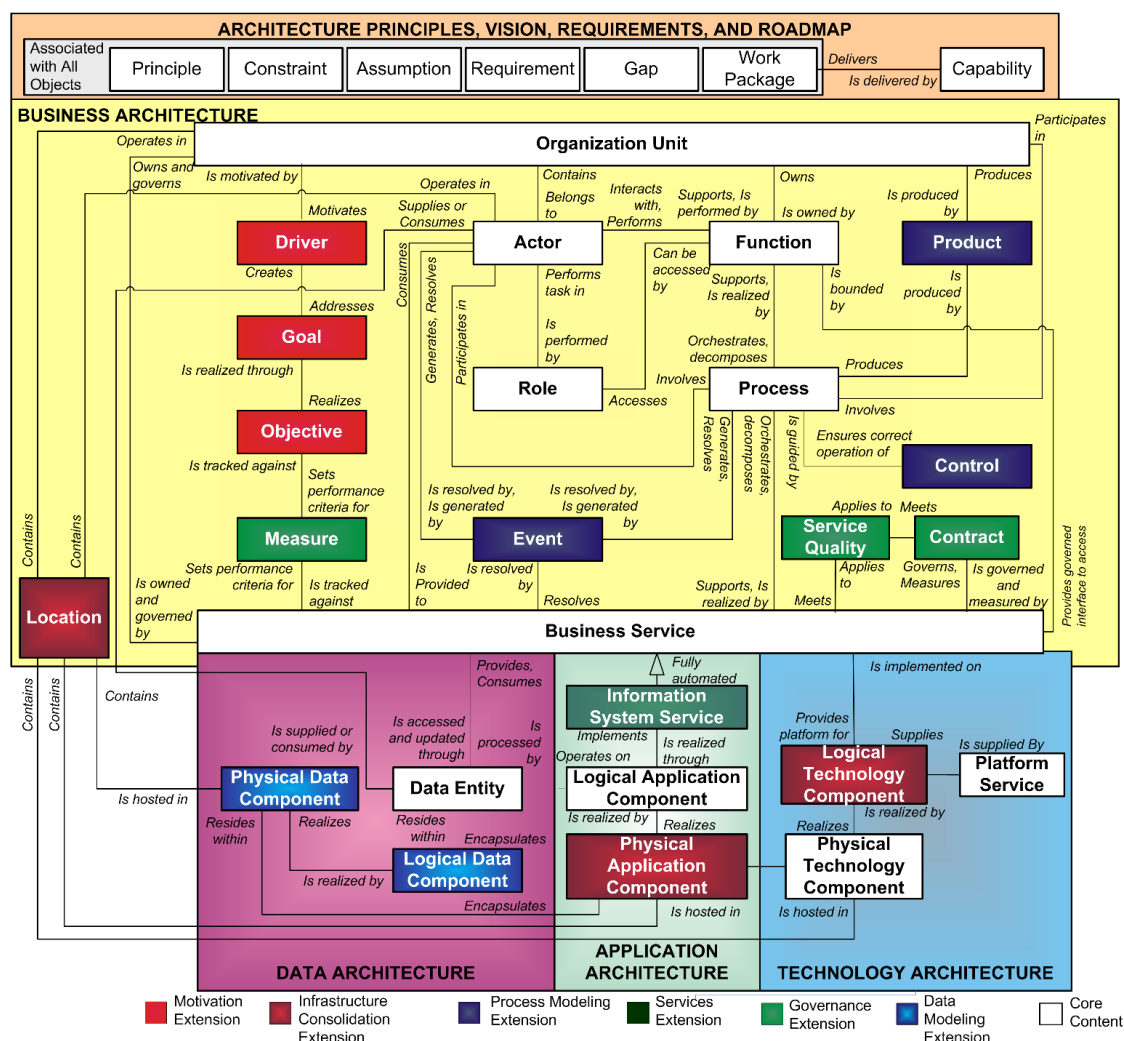 ARCHITECTURE PRINCIPLES, VISION, REQUIREMENTS, AND ROADMAP
Associated
with All
Objects
Principle
Constraint
Assumption
Requirement
Gap
Work
Package
Delivers
Is delivered by
Capability
BUSINESS ARCHITECTURE
Organization Unit
Participates
in
Operates in
Owns and
governs
Is motivated by
Operates in
Contains
Belongs
to
Interacts
with,
Performs
Supports, Is
performed by
Owns
Is owned by
Produces
Is produced
by
Motivates
Supplies or
Consumes
Driver
Actor
Function
Product
Creates
Consumes
Generates, Resolves
Participates in
Performs
task in
Can be
accessed
by
Supports,
Is realized
by
Is
bounded
by
Is
produced
by
Addresses
Goal
Is
performed
by
Orchestrates,
decomposes
Is realized through
Role
Involves
Process
Produces
Realizes
Accesses
Involves
Objective
Generates,
Resolves
Orchestrates,
decomposes
Is guided by
Ensures correct
operation of
Control
Is tracked against
Sets
performance
criteria for
Is resolved by,
Is generated
by
Is resolved by,
Is generated
by
Applies to
Meets
Measure
Event
Service
Quality
Contract
Contains
Contains
Sets performance
criteria for
Is tracked
against
Is
Provided
to
Is resolved
by
Resolves
Supports, Is
realized by
Applies
to
Meets
Governs,
Measures
Is governed
and
measured by
Provides governed
interface to access
Is owned
and
governed
by
Location
Business Service
Contains
Contains
Contains
Provides,
Consumes
Fully
automated
Is implemented on
Is supplied or
consumed by
Is accessed
and updated
through
Is
processed
by
Information
System Service
Implements
Operates on
Is realized
through
Provides
platform for
Supplies
Is supplied By
Physical Data
Component
Data Entity
Logical Application
Component
Logical
Technology
Component
Platform
Service
Is hosted in
Resides
within
Realizes
Resides
within
Encapsulates
Is realized by
Realizes
Is realized by
Realizes
Logical Data
Component
Physical
Application
Component
Physical
Technology
Component
Is realized by
Encapsulates
Is hosted in
Is hosted in
DATA ARCHITECTURE
APPLICATION
ARCHITECTURE
TECHNOLOGY ARCHITECTURE
Motivation
Extension
Infrastructure
Consolidation
Extension
Process Modeling
Extension
Services
Extension
Governance
Extension
Data
Modeling
Extension
Core
Content